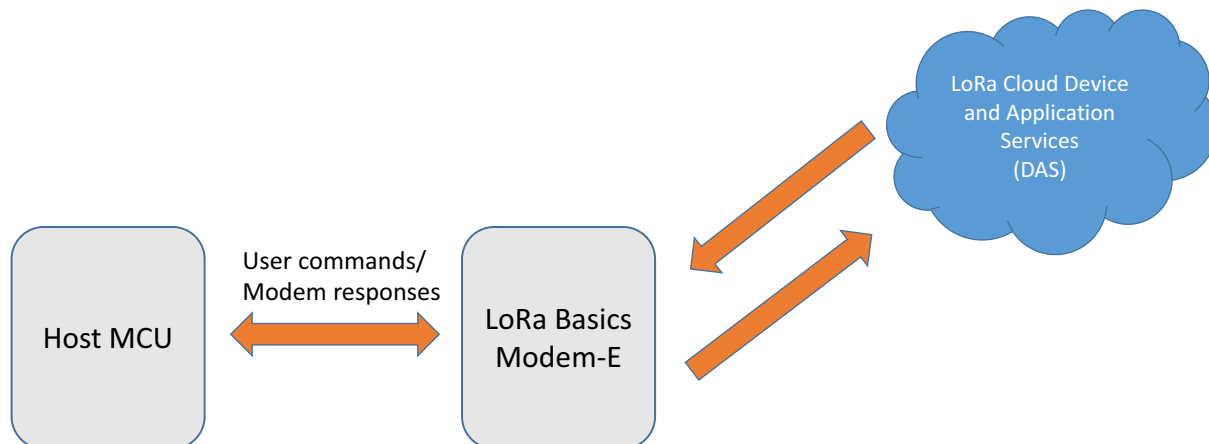 LoRa Cloud Device
and Application
Services
(DAS)
User commands/
Modem responses
Host MCU
LoRa Basics
Modem-E